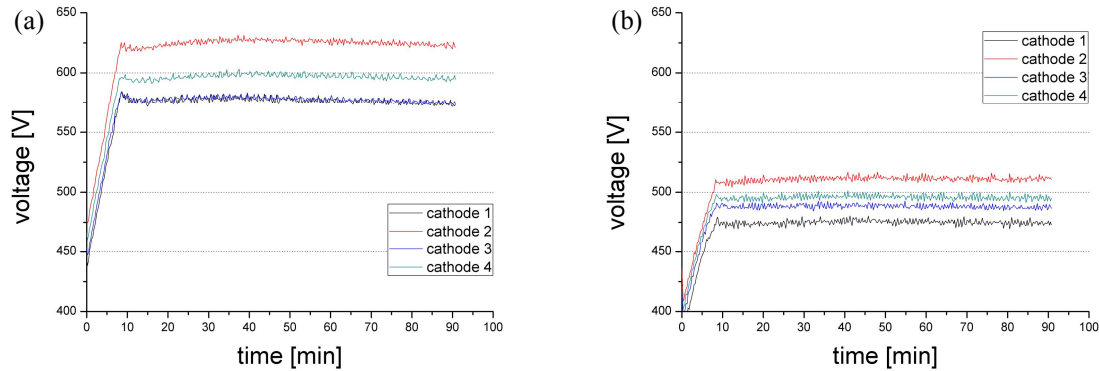 (a)
650
600
550
500
450
400
voltage [V]
cathode 1
cathode 2
cathode 3
cathode 4
0 10 20 30 40 50 60 70 80 90 100
time [min]
(b)
650
600
550
500
450
400
voltage [V]
cathode 1
cathode 2
cathode 3
cathode 4
0 10 20 30 40 50 60 70 80 90 100
time [min]